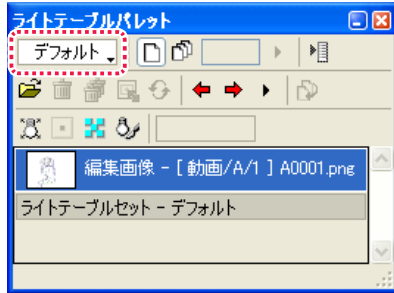 ライトテーブルパレット
デフォルト
編集画像 - [ 動画/A/1 ] A0001.png
ライトテーブルセット - デフォルト